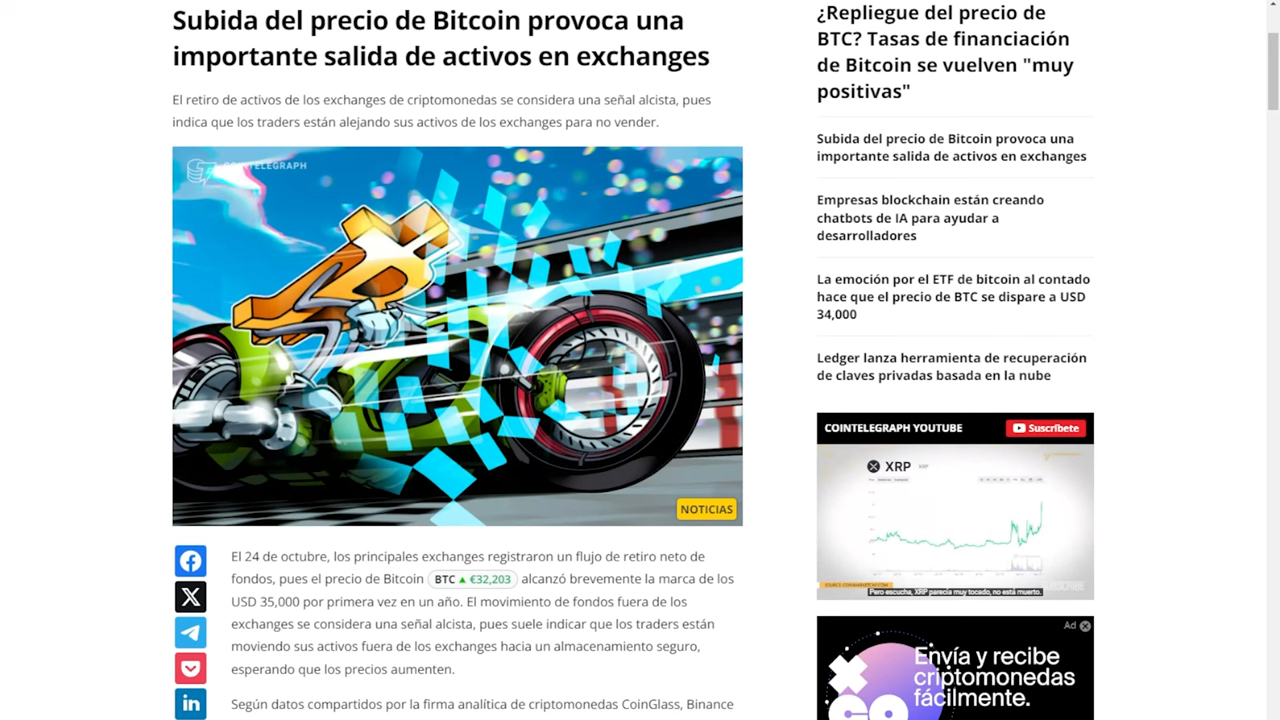 Subida del precio de Bitcoin provoca una
importante salida de activos en exchanges
El retiro de activos de los exchanges de criptomonedas se considera una señal alcista, pues
indica que los traders están alejando sus activos de los exchanges para no vender.
COINTELEGRAPH
NOTICIAS
El 24 de octubre, los principales exchanges registraron un flujo de retiro neto de
fondos, pues el precio de Bitcoin BTC ▲ €32,203 alcanzó brevemente la marca de los
USD 35,000 por primera vez en un año. El movimiento de fondos fuera de los
exchanges se considera una señal alcista, pues suele indicar que los traders están
moviendo sus activos fuera de los exchanges hacia un almacenamiento seguro,
esperando que los precios aumenten.
Según datos compartidos por la firma analítica de criptomonedas CoinGlass, Binance
¿Repliegue del precio de
BTC? Tasas de financiación
de Bitcoin se vuelven "muy
positivas"
Subida del precio de Bitcoin provoca una
importante salida de activos en exchanges
Empresas blockchain están creando
chatbots de IA para ayudar a
desarrolladores
La emoción por el ETF de bitcoin al contado
hace que el precio de BTC se dispare a USD
34,000
Ledger lanza herramienta de recuperación
de claves privadas basada en la nube
COINTELEGRAPH YOUTUBE
Suscríbete
XRP XRP
Pero escucha, XRP parecía muy tocado, no está muerto.
Ad
Envía y recibe
criptomonedas
fácilmente.